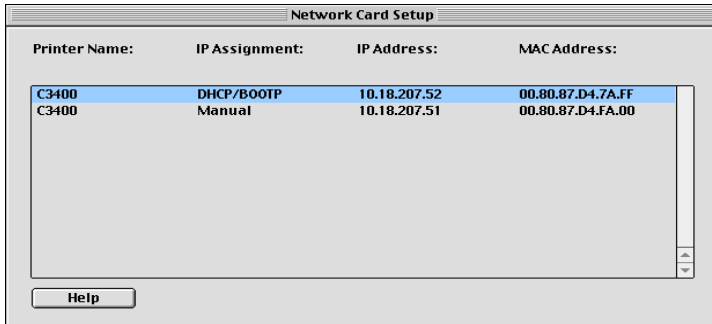 Network Card Setup
Printer Name: IP Assignment: IP Address: MAC Address:
C3400 DHCP/BOOTP 10.18.207.52 00.80.87.D4.7A.FF
C3400 Manual 10.18.207.51 00.80.87.D4.FA.00
Help